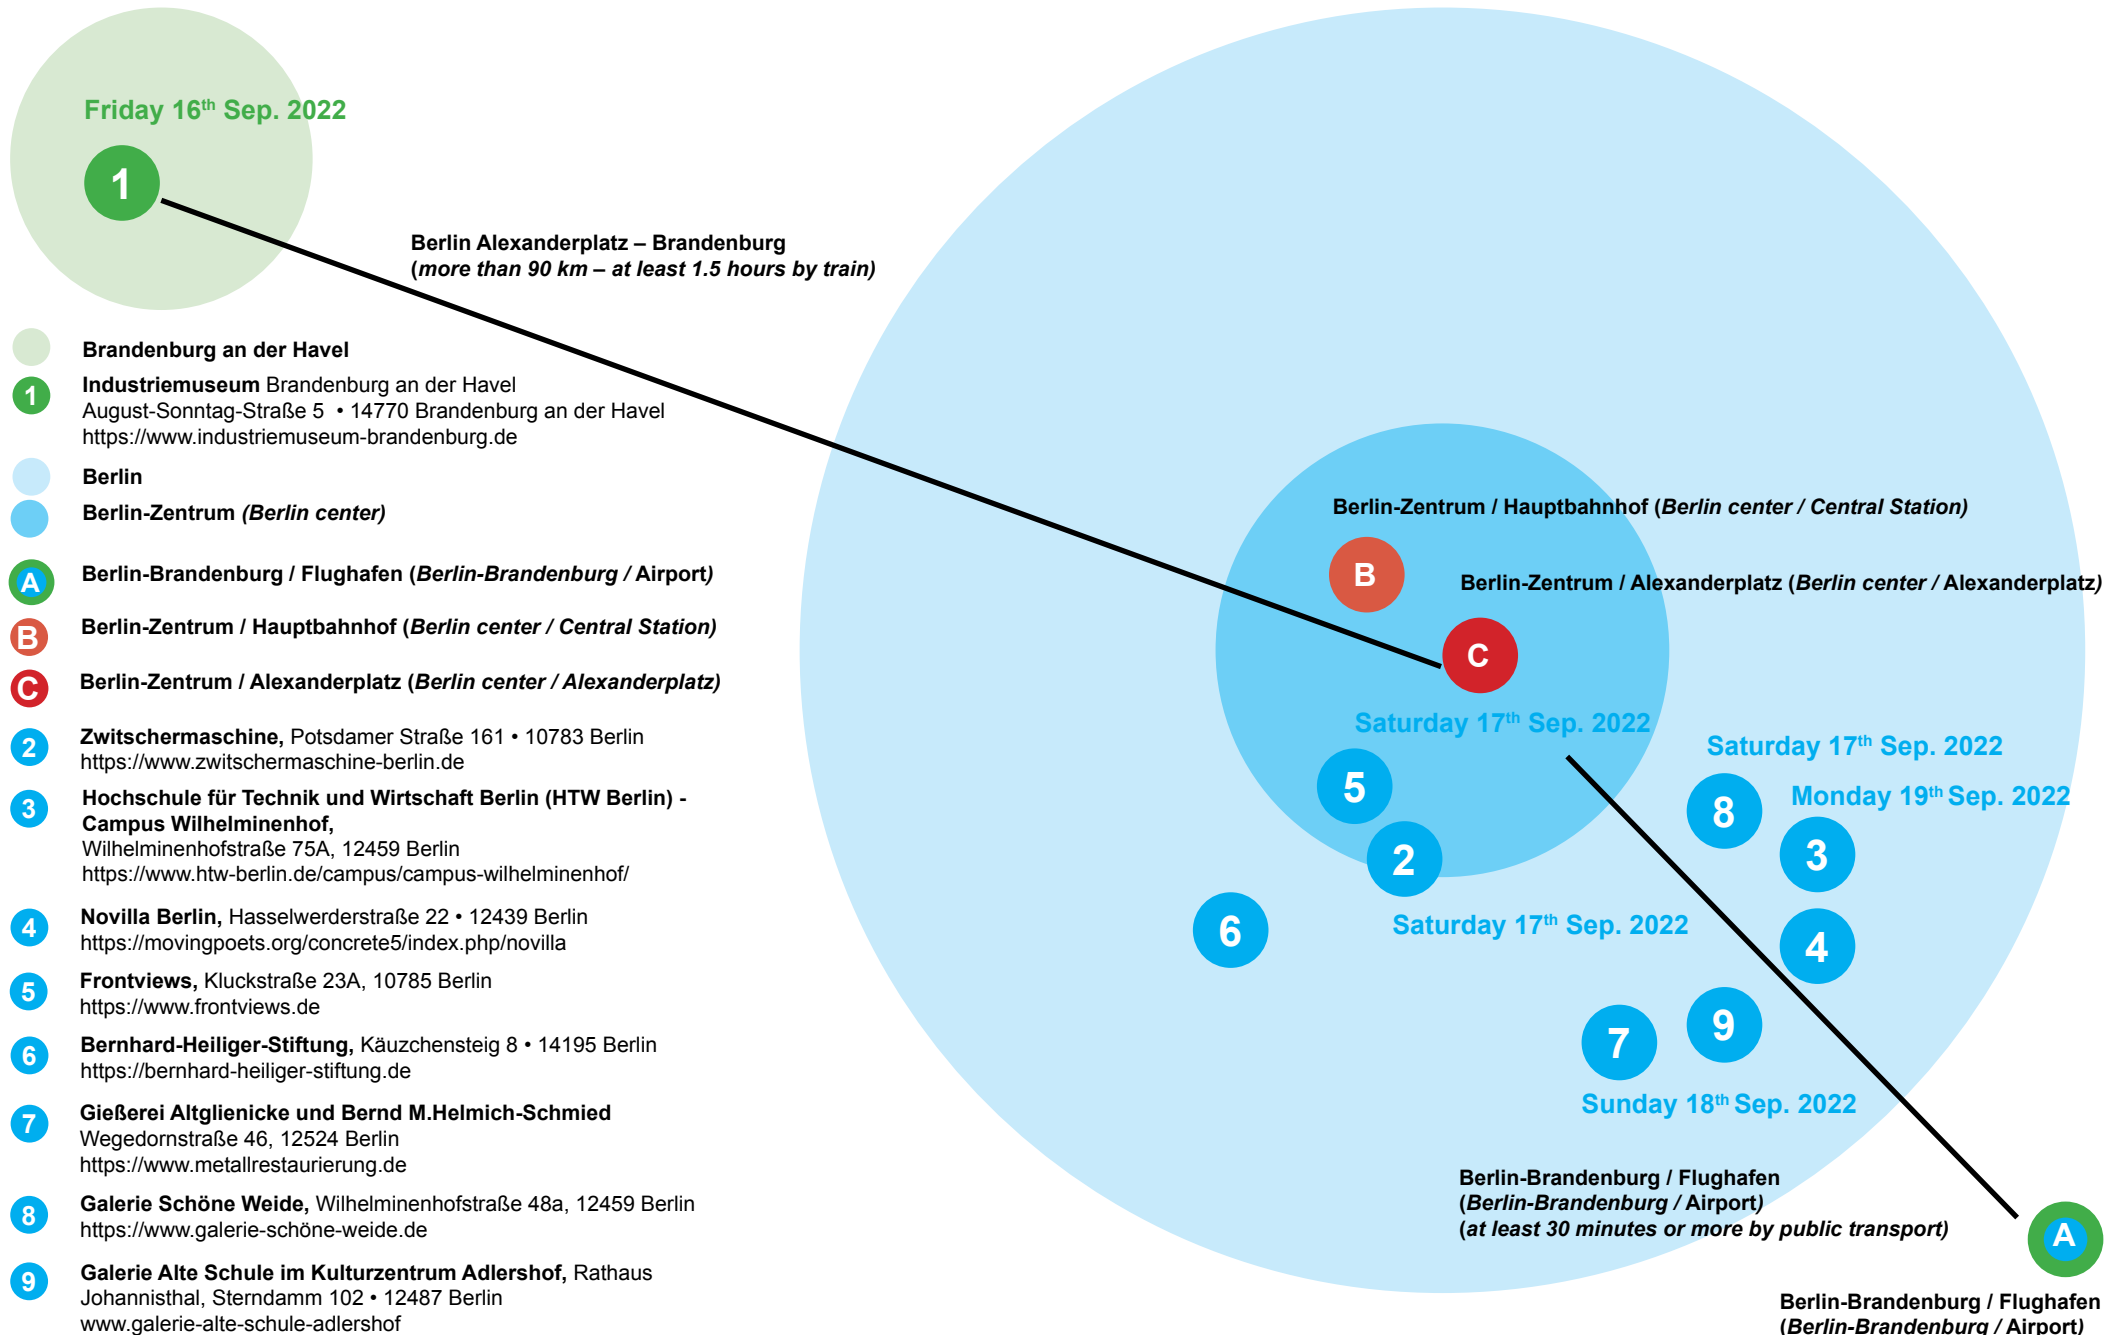 Friday 16th Sep. 2022
1
Berlin Alexanderplatz – Brandenburg
(more than 90 km – at least 1.5 hours by train)
Brandenburg an der Havel
1
Industriemuseum Brandenburg an der Havel
August-Sonntag-Straße 5 • 14770 Brandenburg an der Havel
https://www.industriemuseum-brandenburg.de
Berlin
Berlin-Zentrum (Berlin center)
A
Berlin-Brandenburg / Flughafen (Berlin-Brandenburg / Airport)
B
Berlin-Zentrum / Hauptbahnhof (Berlin center / Central Station)
C
Berlin-Zentrum / Alexanderplatz (Berlin center / Alexanderplatz)
2
Zwitschermaschine, Potsdamer Straße 161 • 10783 Berlin
https://www.zwitschermaschine-berlin.de
3
Hochschule für Technik und Wirtschaft Berlin (HTW Berlin) -
Campus Wilhelminenhof,
Wilhelminenhofstraße 75A, 12459 Berlin
https://www.htw-berlin.de/campus/campus-wilhelminenhof/
4
Novilla Berlin, Hasselwerderstraße 22 • 12439 Berlin
https://movingpoets.org/concrete5/index.php/novilla
5
Frontviews, Kluckstraße 23A, 10785 Berlin
https://www.frontviews.de
6
Bernhard-Heiliger-Stiftung, Käuzchensteig 8 • 14195 Berlin
https://bernhard-heiliger-stiftung.de
7
Gießerei Altglienicke und Bernd M.Helmich-Schmied
Wegedornstraße 46, 12524 Berlin
https://www.metallrestaurierung.de
8
Galerie Schöne Weide, Wilhelminenhofstraße 48a, 12459 Berlin
https://www.galerie-schöne-weide.de
9
Galerie Alte Schule im Kulturzentrum Adlershof, Rathaus
Johannisthal, Sterndamm 102 • 12487 Berlin
www.galerie-alte-schule-adlershof
Berlin-Zentrum / Hauptbahnhof (Berlin center / Central Station)
B
Berlin-Zentrum / Alexanderplatz (Berlin center / Alexanderplatz)
C
Saturday 17th Sep. 2022
Saturday 17th Sep. 2022
5
8
Monday 19th Sep. 2022
2
3
6
Saturday 17th Sep. 2022
4
7
9
Sunday 18th Sep. 2022
Berlin-Brandenburg / Flughafen
(Berlin-Brandenburg / Airport)
(at least 30 minutes or more by public transport)
A
Berlin-Brandenburg / Flughafen
(Berlin-Brandenburg / Airport)